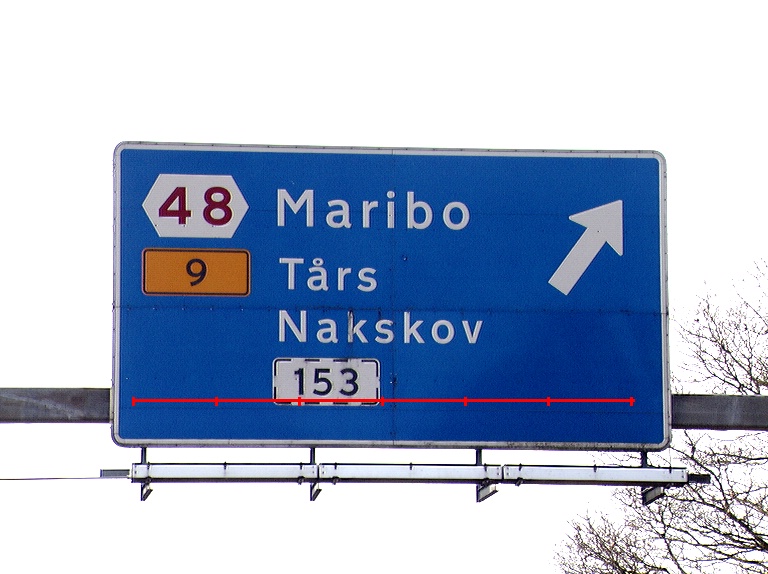 48 Maribo
9 Tårs
Nakskov
153